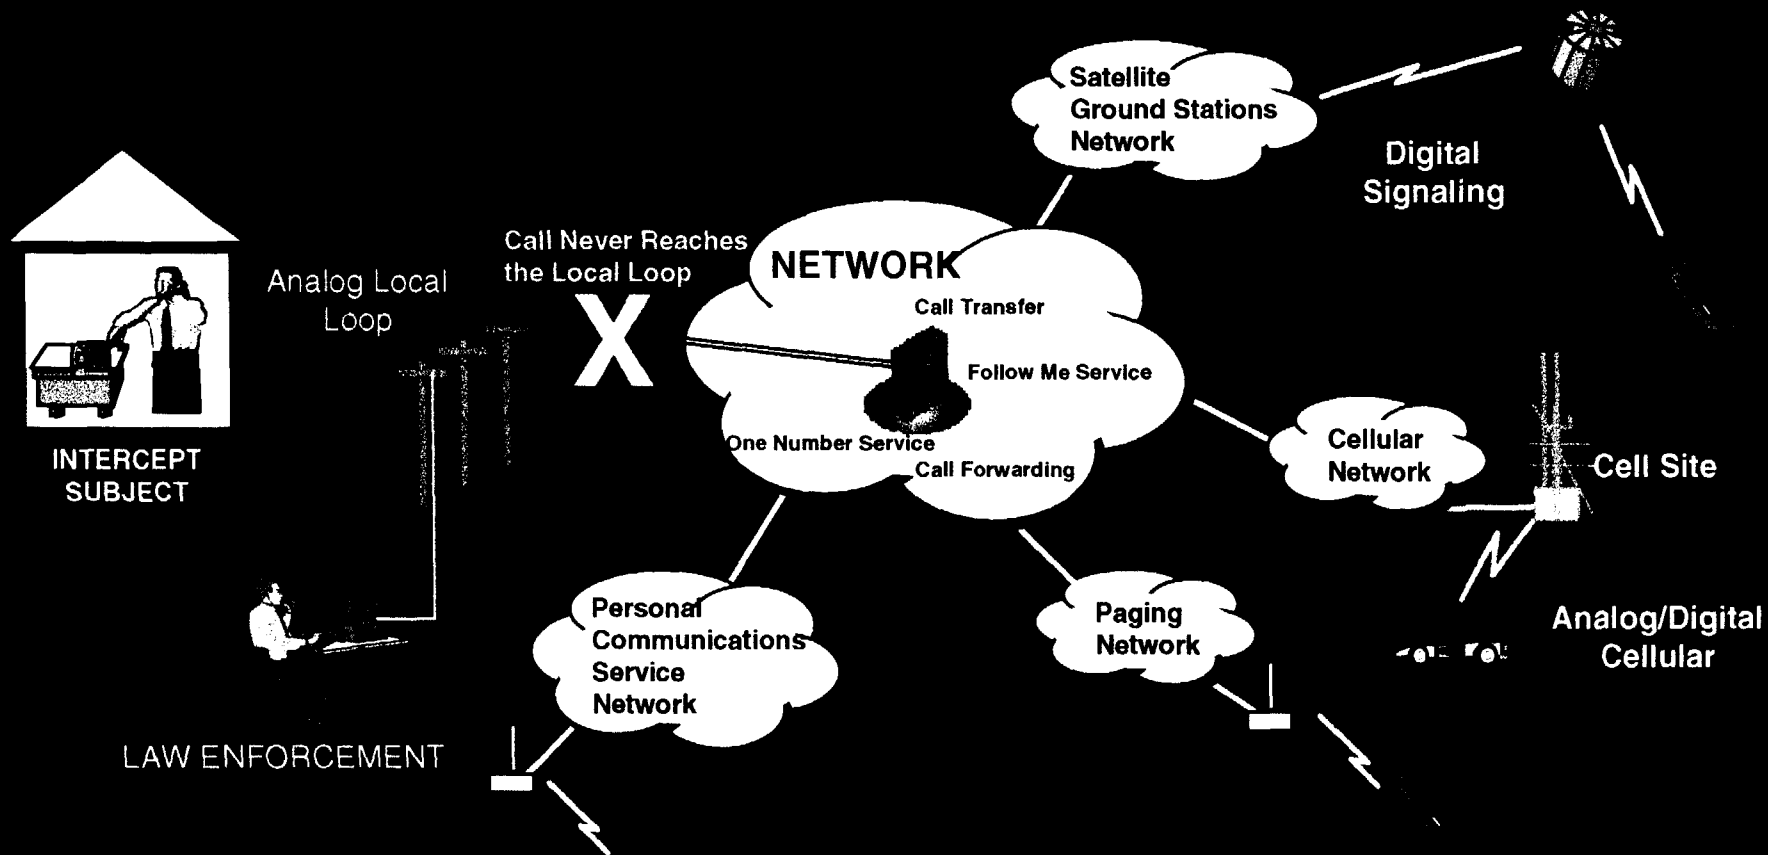 Satellite
Ground Stations
Network
Digital
Signaling
Call Never Reaches
the Local Loop
X
NETWORK
Call Transfer
Follow Me Service
One Number Service
Call Forwarding
Analog Local
Loop
INTERCEPT
SUBJECT
Cellular
Network
Cell Site
Personal
Communications
Service
Network
Paging
Network
Analog/Digital
Cellular
LAW ENFORCEMENT